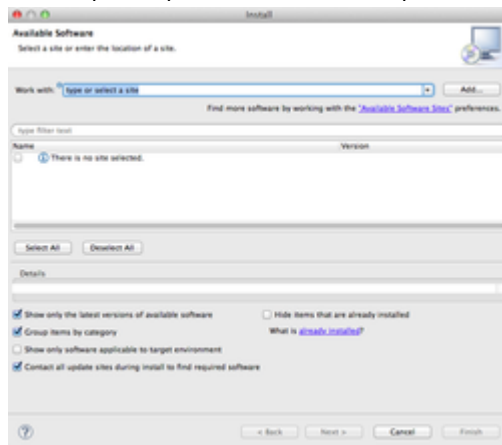 Install
Available Software
Select a site or enter the location of a site.
Work with: type or select a site
Add...
Find more software by working with the "Available Software Sites" preferences.
type filter text
Name Version
There is no site selected.
Select All Deselect All
Details
Show only the latest versions of available software Hide items that are already installed
Group items by category What is already installed?
Show only software applicable to target environment
Contact all update sites during install to find required software
? < Back Next > Cancel Finish